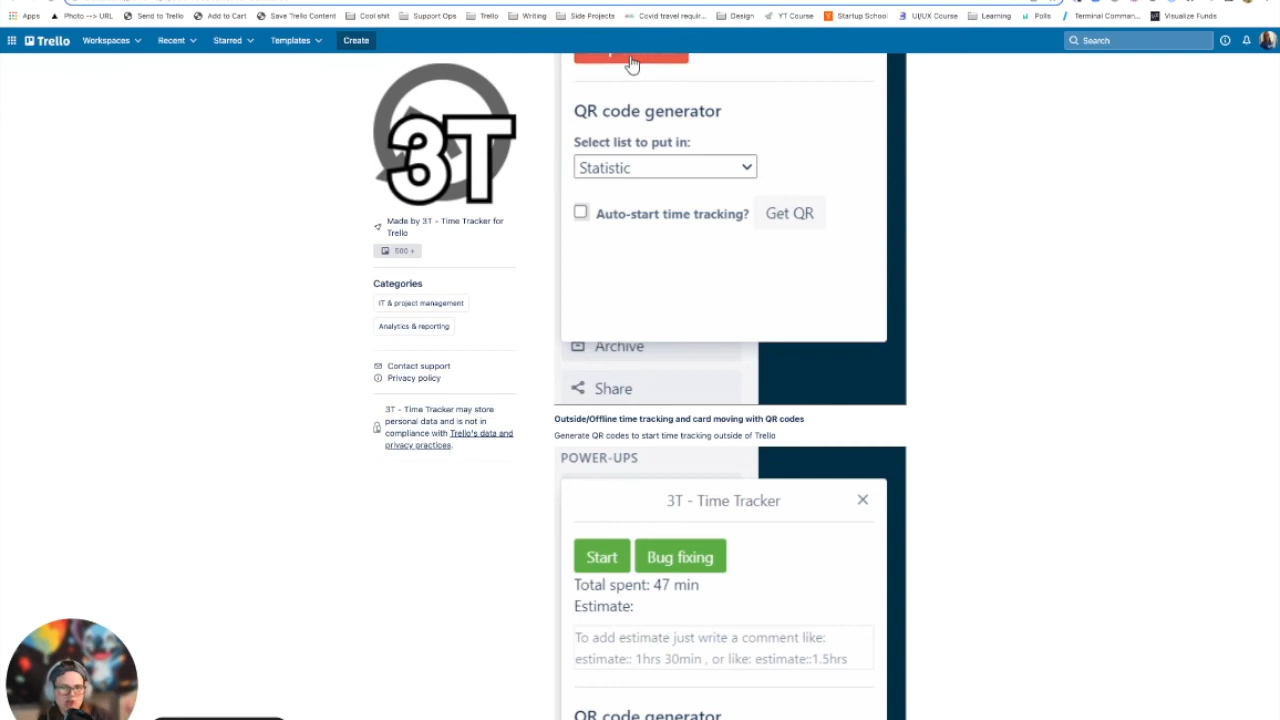 Apps
Photo --> URL
Send to Trello
Add to Cart
Save Trello Content
Cool shit
Support Ops
Trello
Writing
Side Projects
Covid travel requir...
Design
YT Course
Startup School
UI/UX Course
Learning
Polls
Terminal Comman...
Visualize Funds
Trello
Workspaces
Recent
Starred
Templates
Create
Search
3T
Made by 3T - Time Tracker for
Trello
500 +
Categories
IT & project management
Analytics & reporting
Contact support
Privacy policy
3T - Time Tracker may store
personal data and is not in
compliance with Trello's data and
privacy practices.
QR code generator
Select list to put in:
Statistic
Auto-start time tracking?
Get QR
Archive
Share
Outside/Offline time tracking and card moving with QR codes
Generate QR codes to start time tracking outside of Trello
POWER-UPS
3T - Time Tracker
Start
Bug fixing
Total spent: 47 min
Estimate:
To add estimate just write a comment like:
estimate:: 1hrs 30min , or like: estimate::1.5hrs
QR code generator